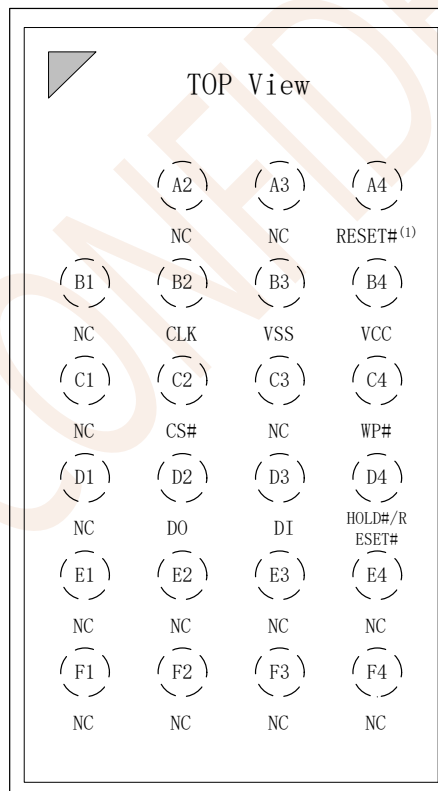 TOP View
A2 A3 A4
NC NC RESET#(1)
B1 B2 B3 B4
NC CLK VSS VCC
C1 C2 C3 C4
NC CS# NC WP#
D1 D2 D3 D4
NC DO DI HOLD#/R
ESET#
E1 E2 E3 E4
NC NC NC NC
F1 F2 F3 F4
NC NC NC NC